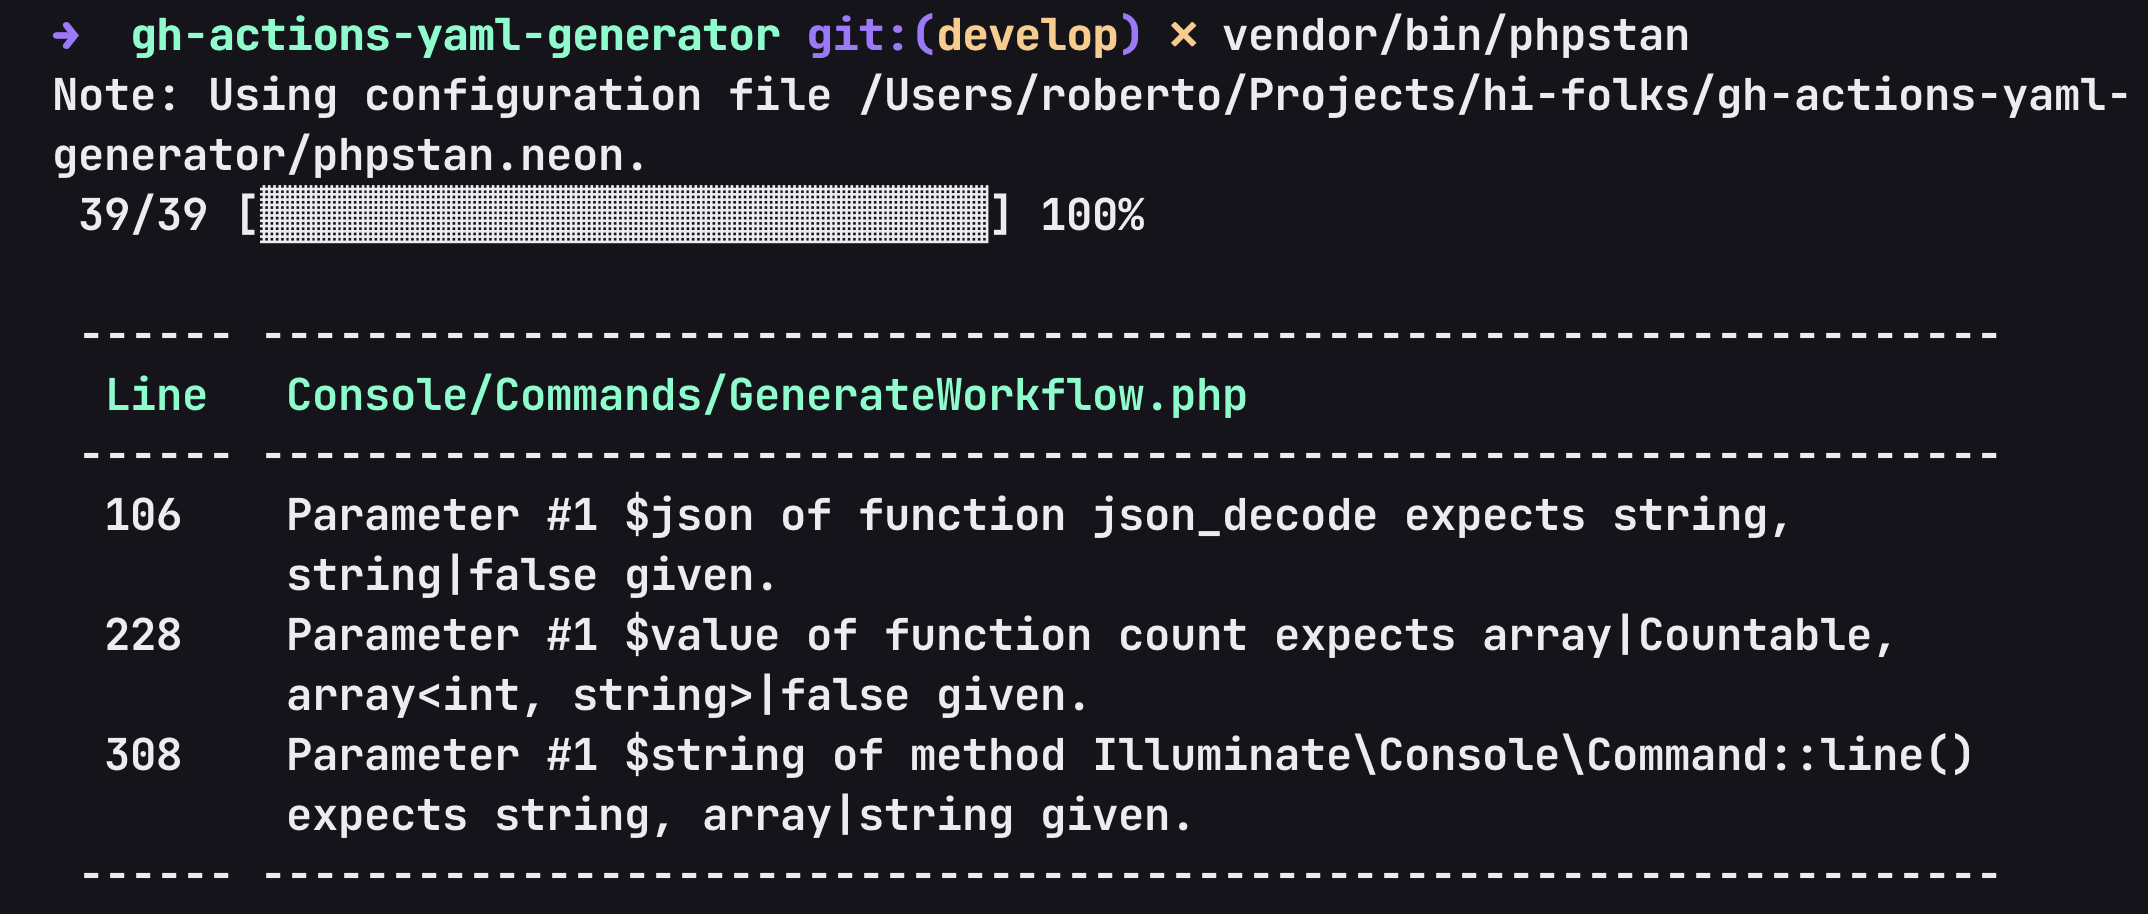 ➜  gh-actions-yaml-generator git:(develop) ✗ vendor/bin/phpstan
Note: Using configuration file /Users/roberto/Projects/hi-folks/gh-actions-yaml-
generator/phpstan.neon.
 39/39 [▓▓▓▓▓▓▓▓▓▓▓▓▓▓▓▓▓▓▓▓▓▓▓▓▓▓▓▓] 100%
 ------ -------------------------------------------------------------------
  Line   Console/Commands/GenerateWorkflow.php
 ------ -------------------------------------------------------------------
  106    Parameter #1 $json of function json_decode expects string,
         string|false given.
  228    Parameter #1 $value of function count expects array|Countable,
         array<int, string>|false given.
  308    Parameter #1 $string of method Illuminate\Console\Command::line()
         expects string, array|string given.
 ------ -------------------------------------------------------------------